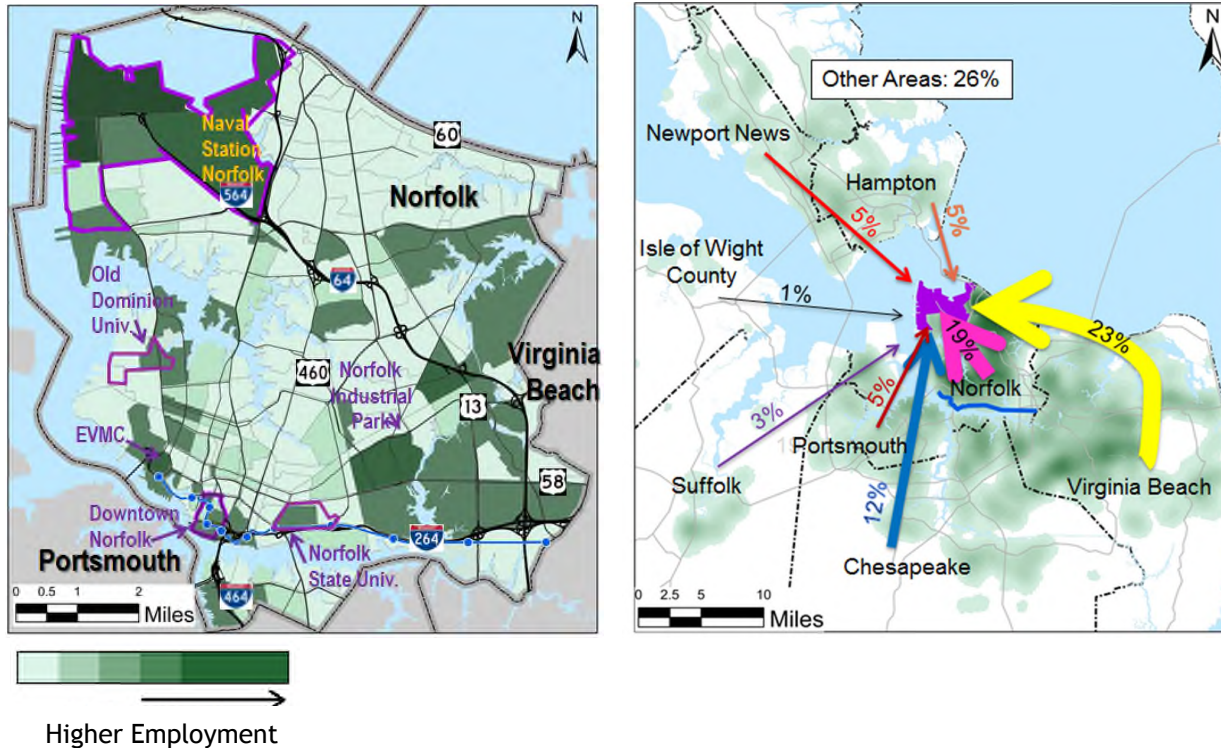 N
Naval
Station
Norfolk
564
60
Norfolk
Old
Dominion
Univ.
64
Virginia
Beach
460
Norfolk
Industrial
Park
13
EVMC
58
Downtown
Norfolk
Portsmouth
264
Norfolk
State Univ.
464
0 0.5 1 2
Miles
Higher Employment
N
Other Areas: 26%
Newport News
Hampton
5%
5%
Isle of Wight
County
1%
23%
19%
Norfolk
5%
3%
Portsmouth
Suffolk
12%
Virginia Beach
Chesapeake
0 2.5 5 10
Miles